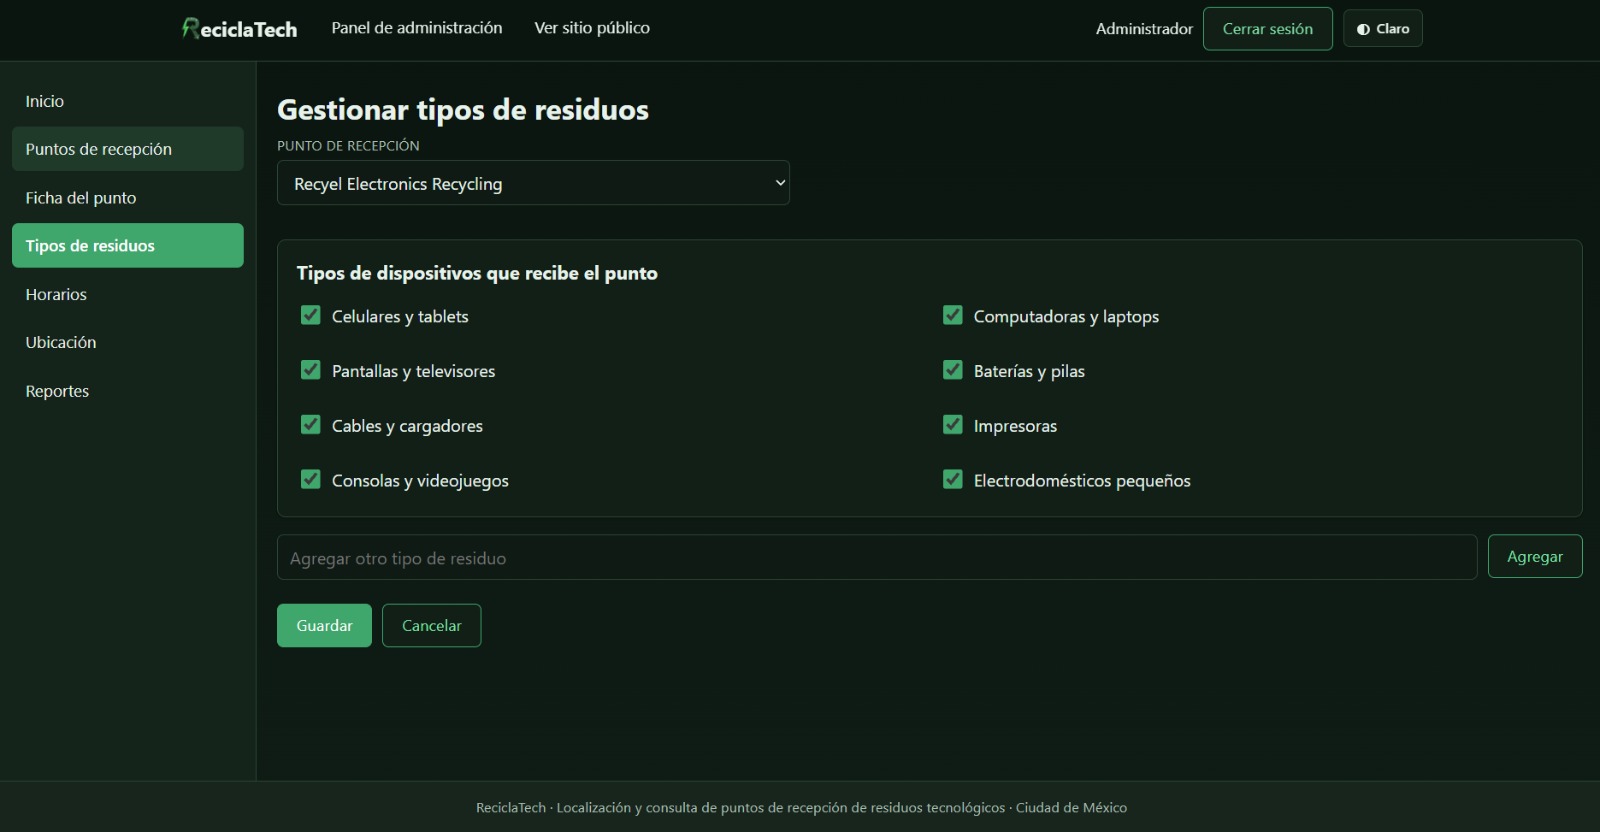 ReciclaTech
Panel de administración
Ver sitio público
Administrador
Cerrar sesión
Claro
Inicio
Puntos de recepción
Ficha del punto
Tipos de residuos
Horarios
Ubicación
Reportes
Gestionar tipos de residuos
PUNTO DE RECEPCIÓN
Recyel Electronics Recycling
Tipos de dispositivos que recibe el punto
Celulares y tablets
Computadoras y laptops
Pantallas y televisores
Baterías y pilas
Cables y cargadores
Impresoras
Consolas y videojuegos
Electrodomésticos pequeños
Agregar otro tipo de residuo
Agregar
Guardar
Cancelar
ReciclaTech · Localización y consulta de puntos de recepción de residuos tecnológicos · Ciudad de México